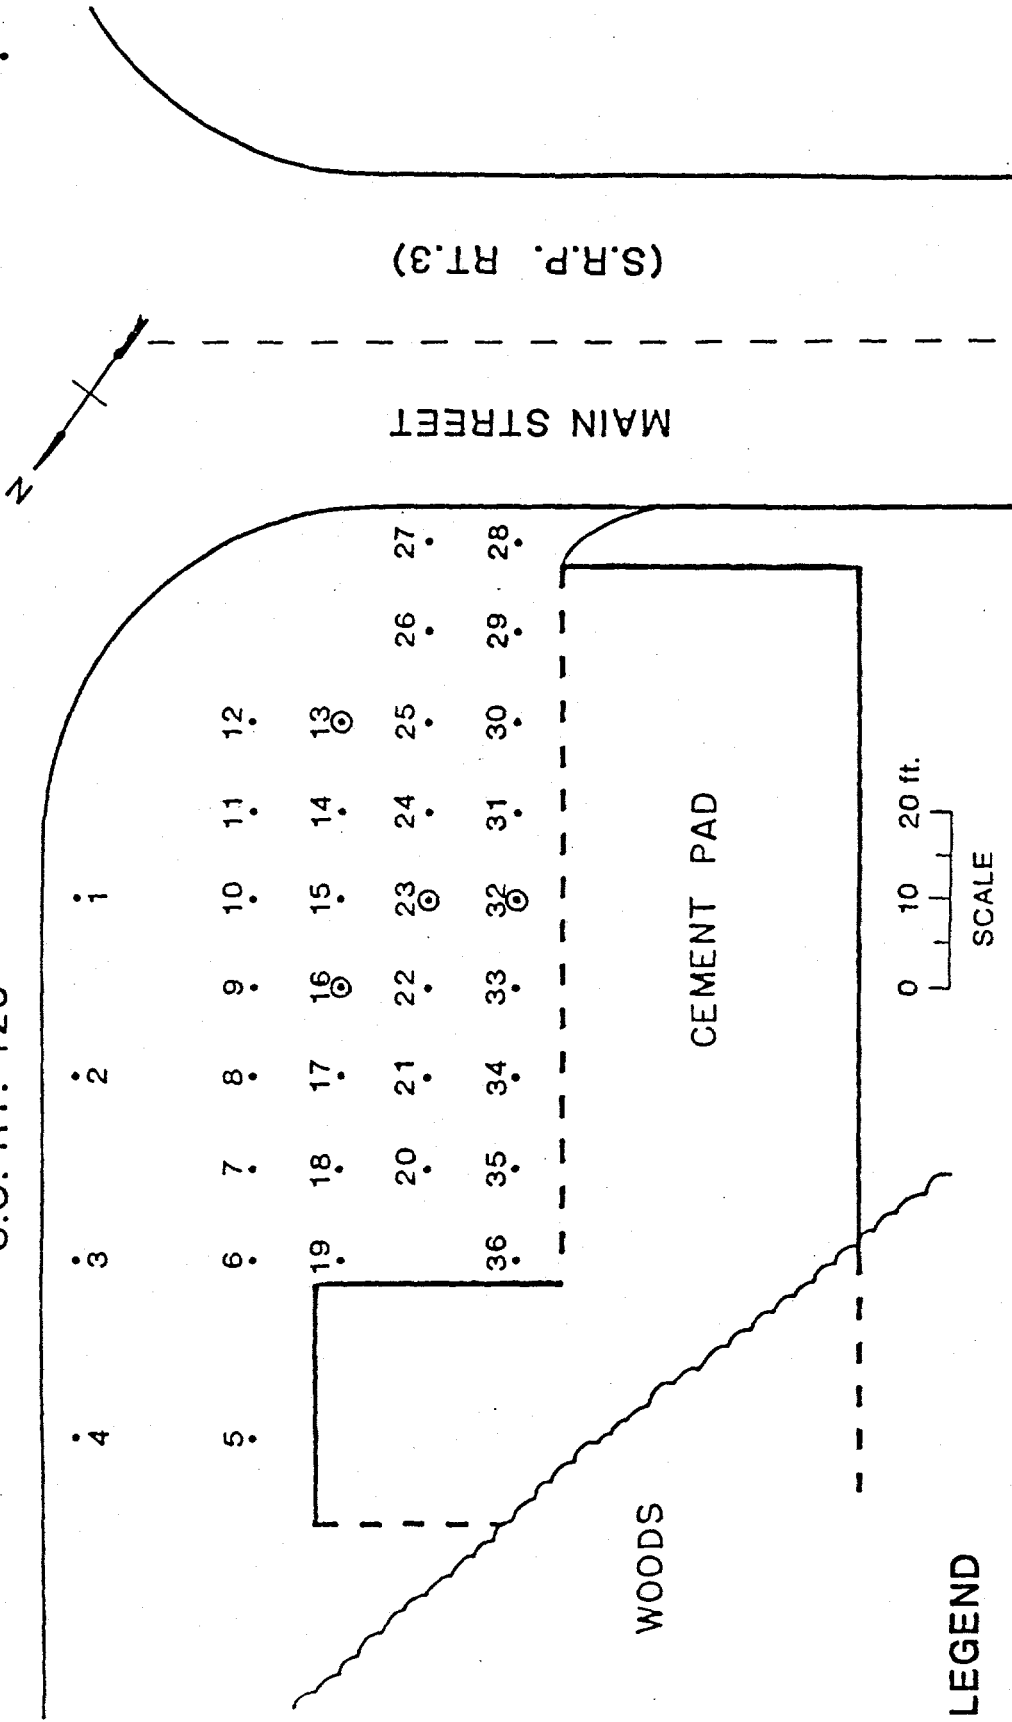 N
4 3 2 1
5 6 7 8 9 10 11 12
19 18 17 16 15 14 13
20 21 22 23 24 25 26 27
36 35 34 33 32 31 30 29 28
MAIN STREET
(S.R.P. RT.3)
WOODS
CEMENT PAD
0 10 20 ft.
SCALE
LEGEND